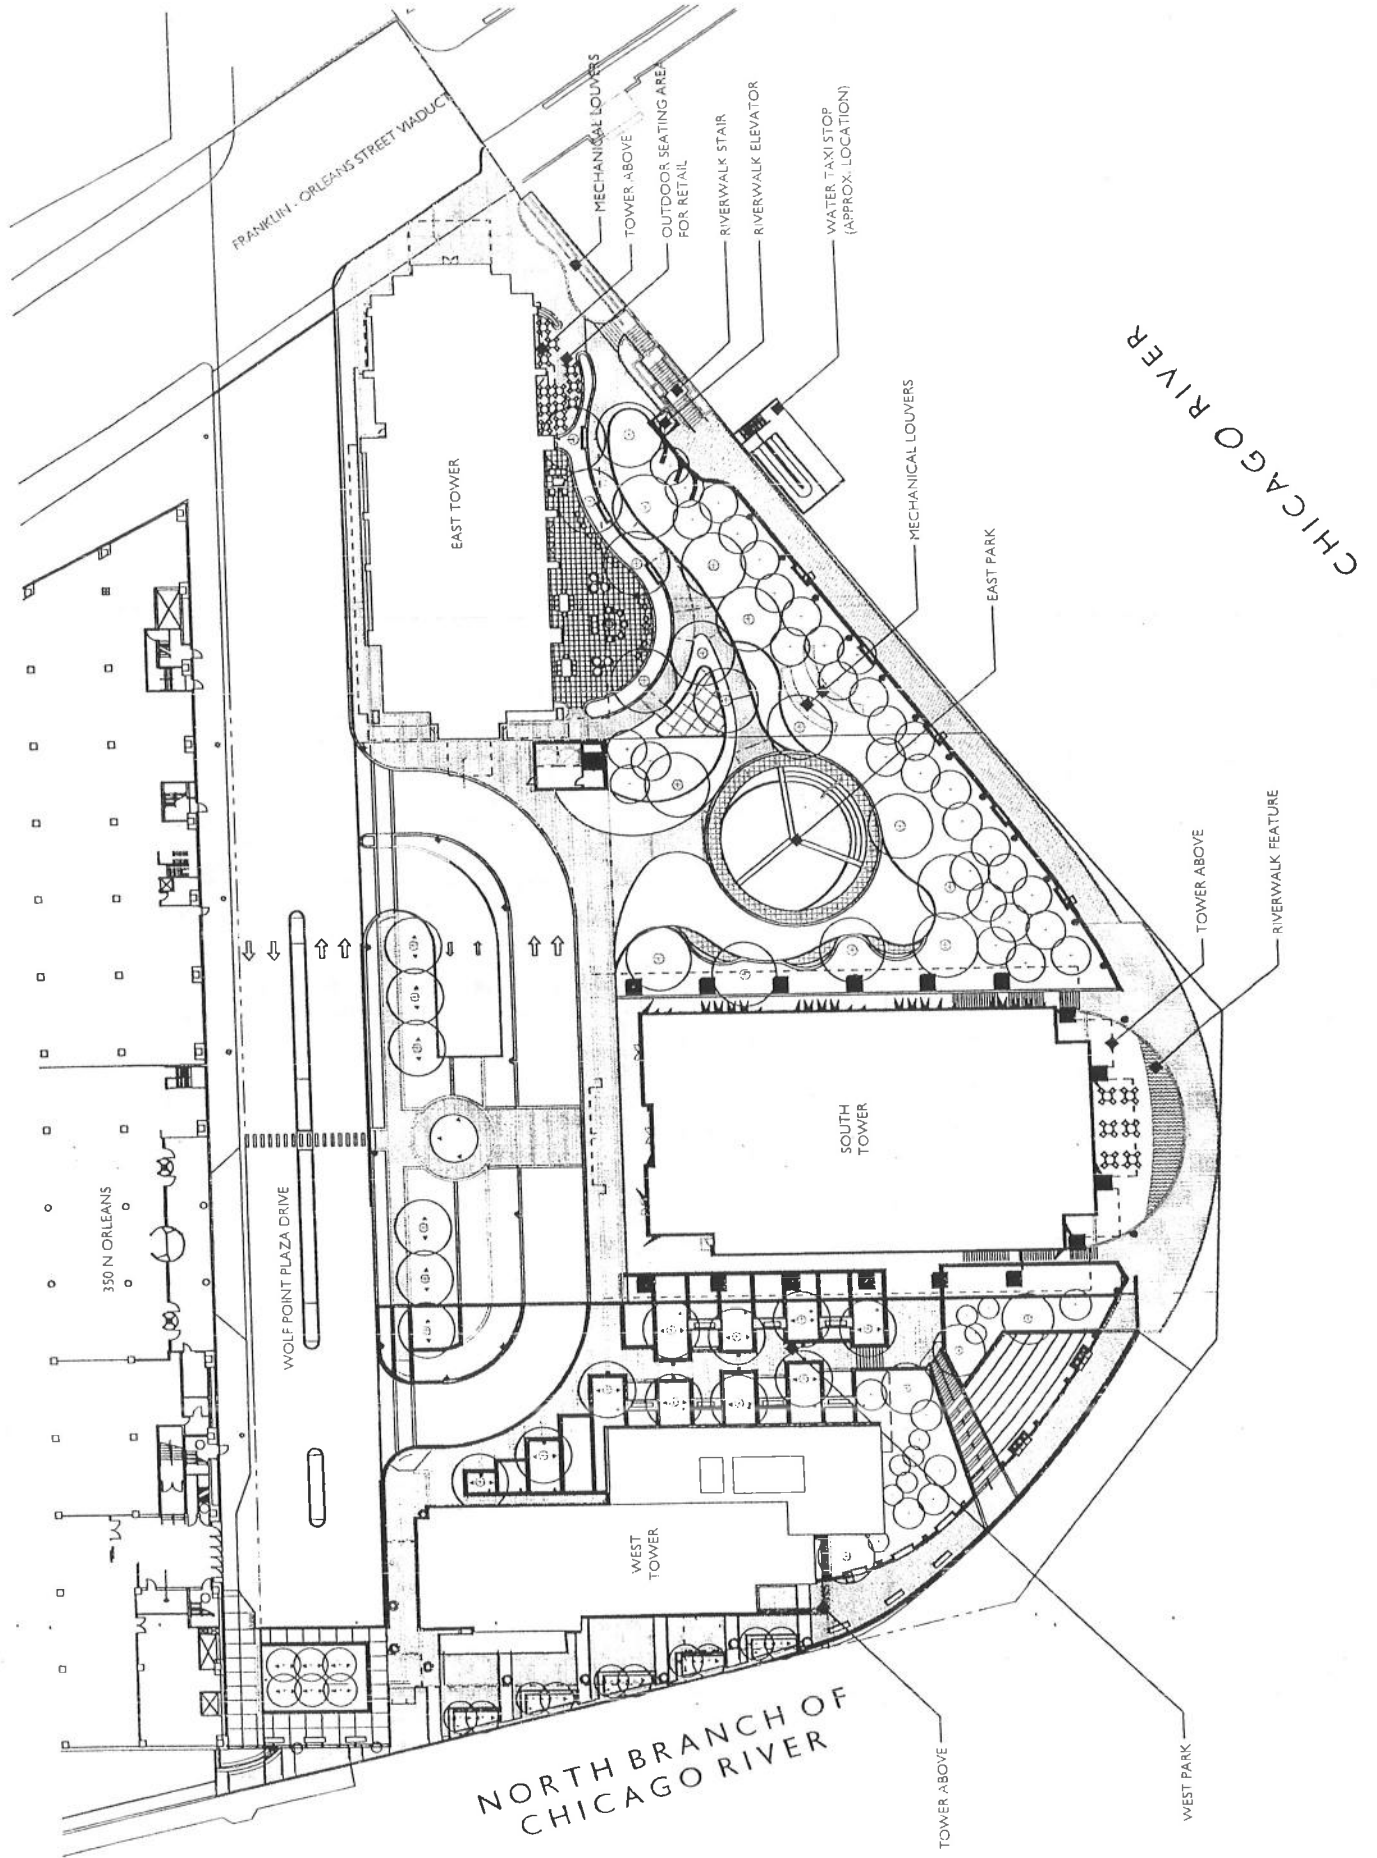 FRANKLIN - ORLEANS STREET VIADUCT
MECHANICAL LOUVERS
TOWER ABOVE
OUTDOOR SEATING AREA
FOR RETAIL
RIVERWALK STAIR
RIVERWALK ELEVATOR
WATER TAXI STOP
(APPROX. LOCATION)
CHICAGO RIVER
MECHANICAL LOUVERS
EAST PARK
EAST TOWER
TOWER ABOVE
RIVERWALK FEATURE
SOUTH
TOWER
350 N ORLEANS
WOLF POINT PLAZA DRIVE
WEST
TOWER
NORTH BRANCH OF
CHICAGO RIVER
TOWER ABOVE
WEST PARK